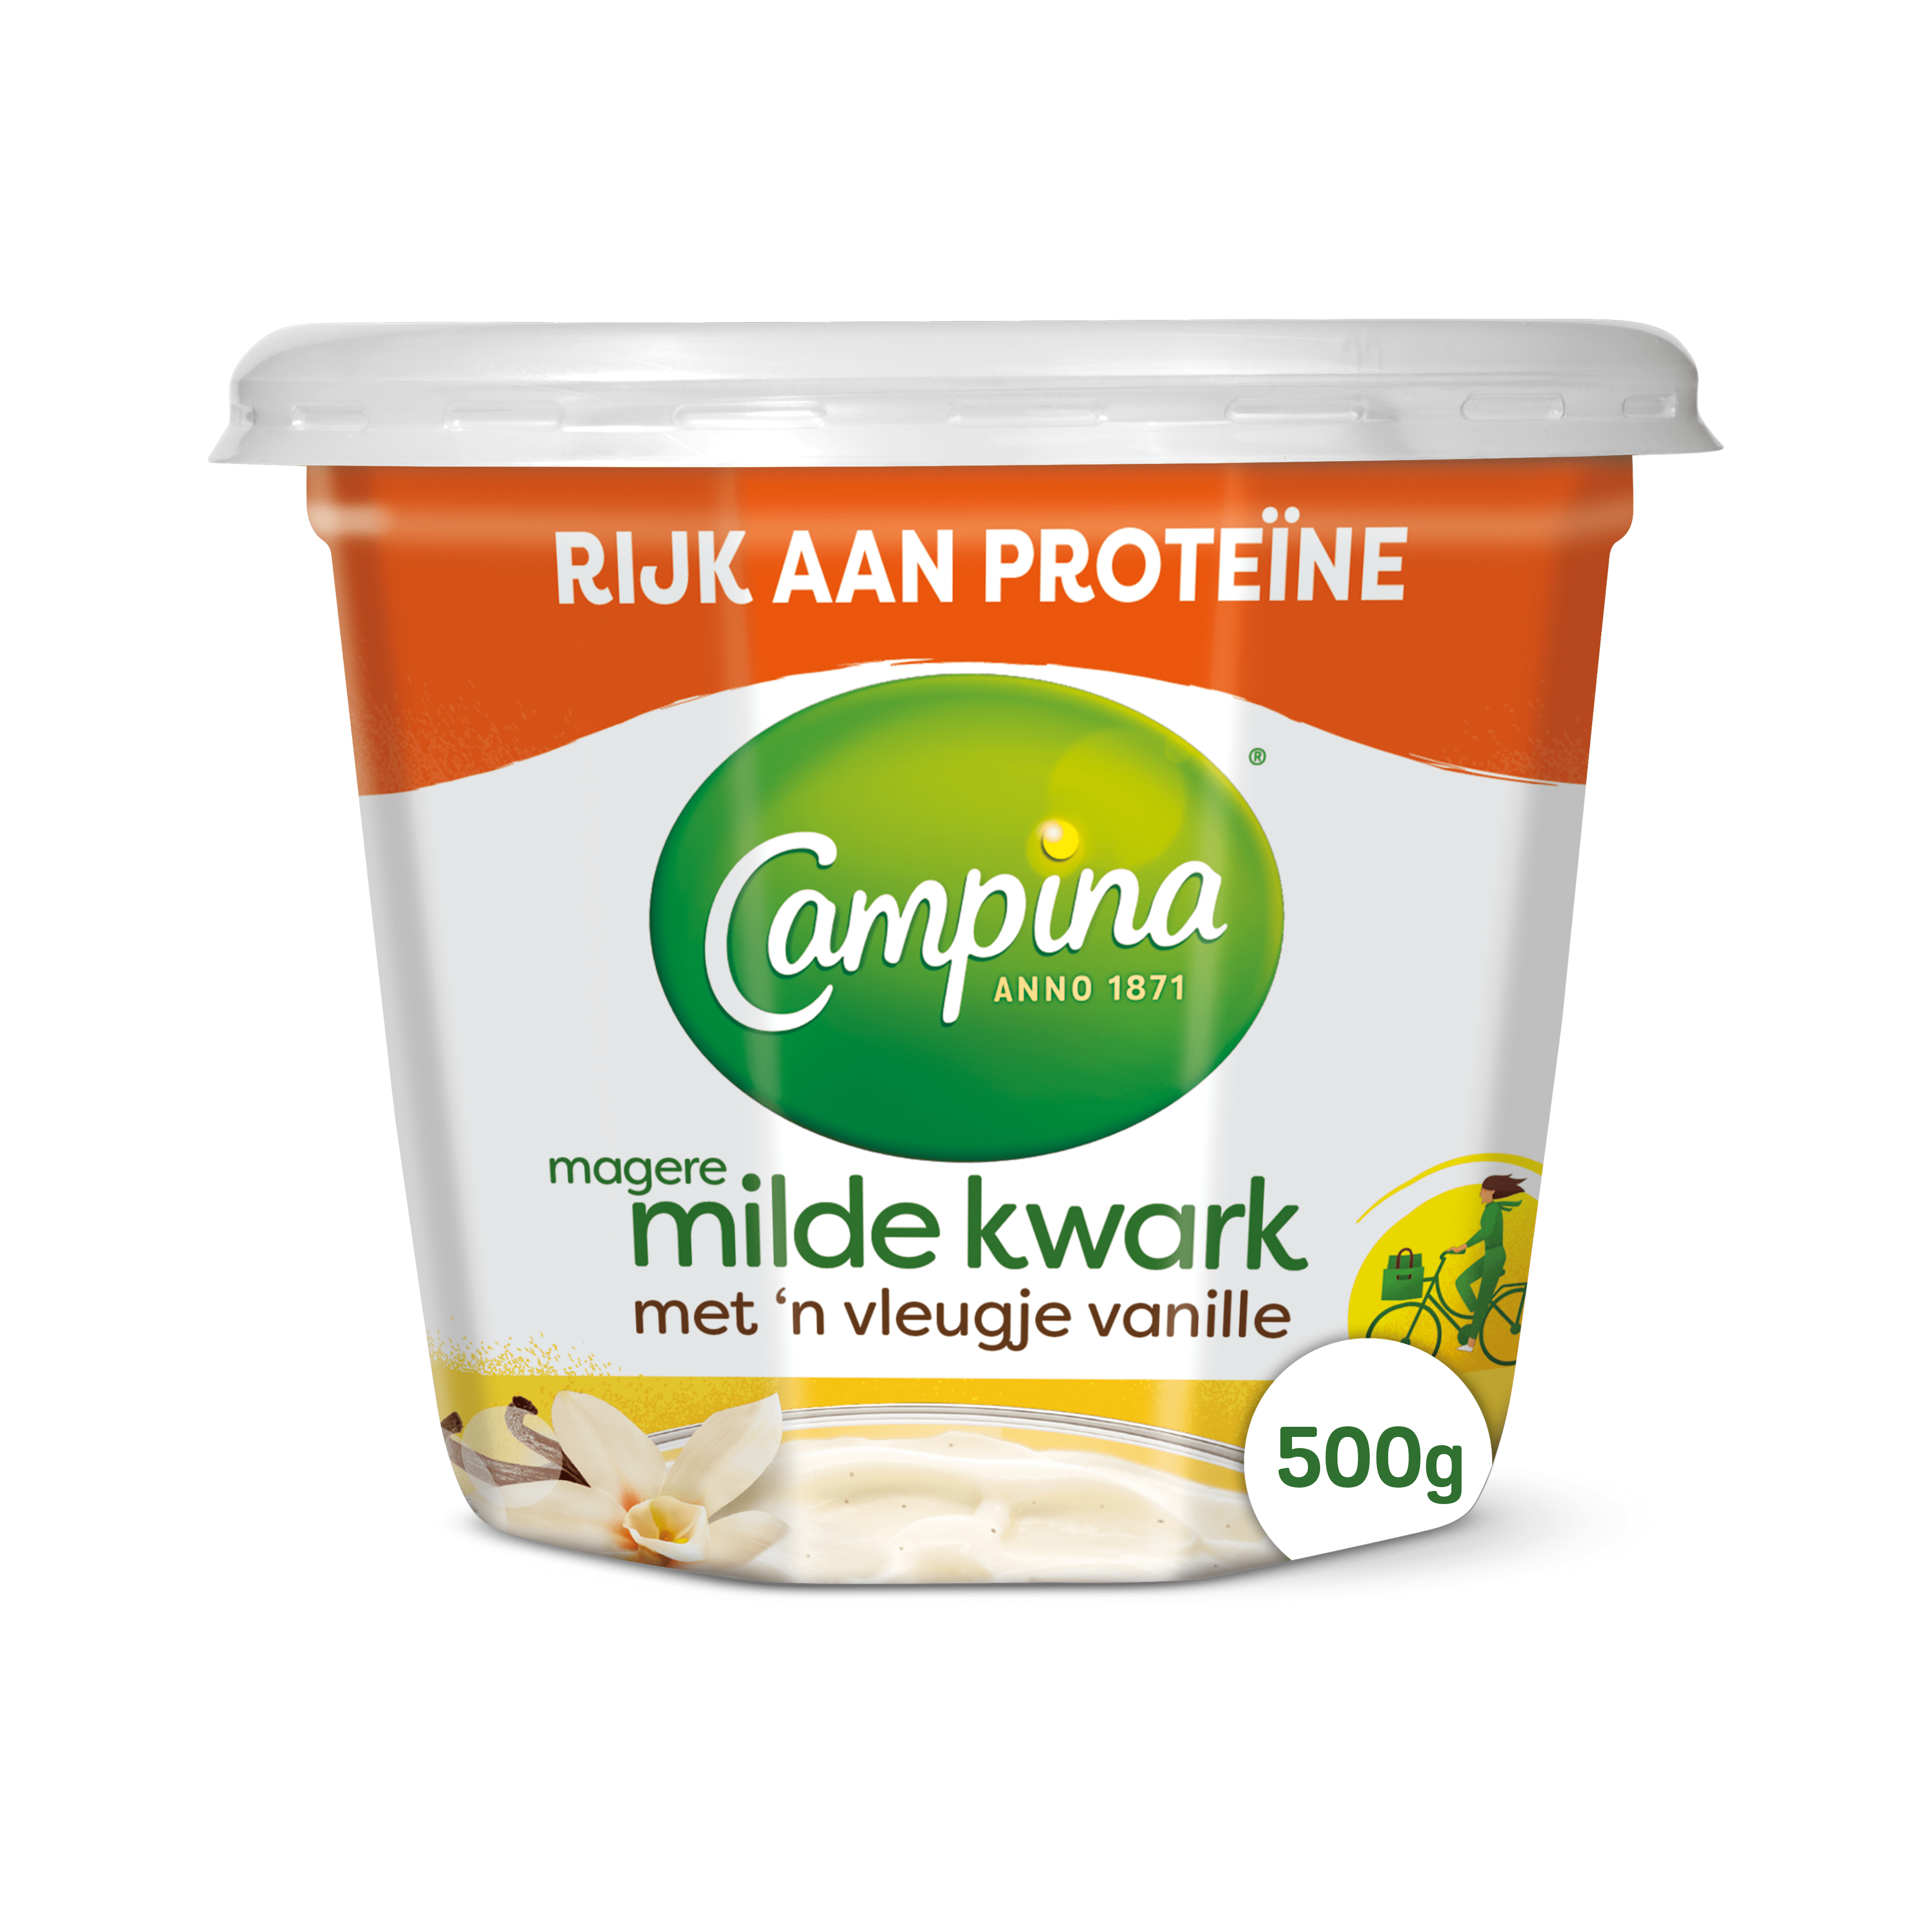 RIJK AAN PROTEÏNE
®
Campina
ANNO 1871
magere
milde kwark
met ‘n vleugje vanille
500g